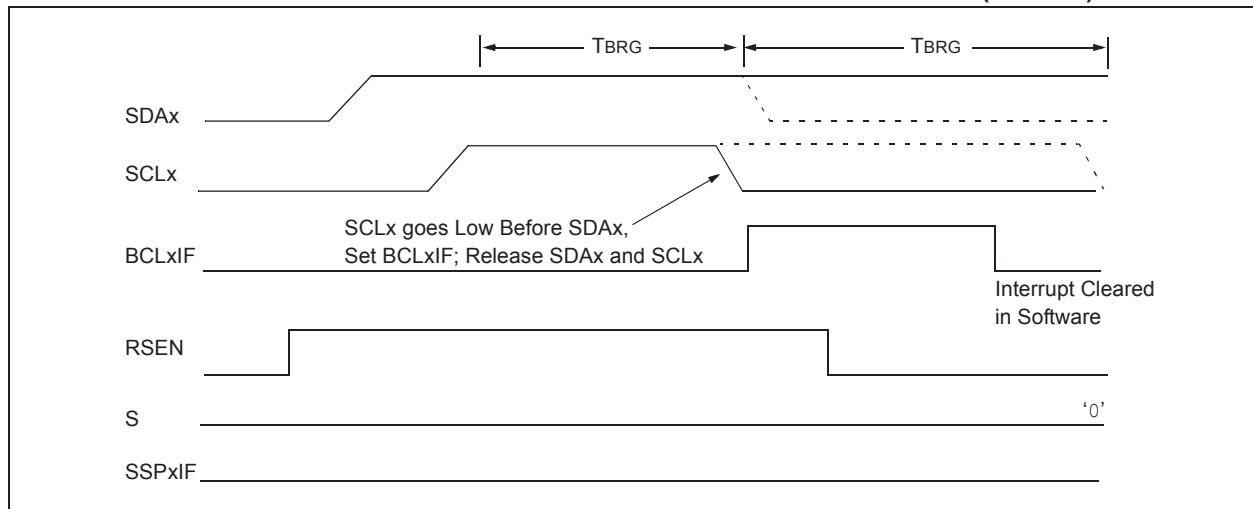 TBRG TBRG
SDAx
SCLx
SCLx goes Low Before SDAx,
Set BCLxIF; Release SDAx and SCLx
BCLxIF
Interrupt Cleared
in Software
RSEN
S
‘0’
SSPxIF